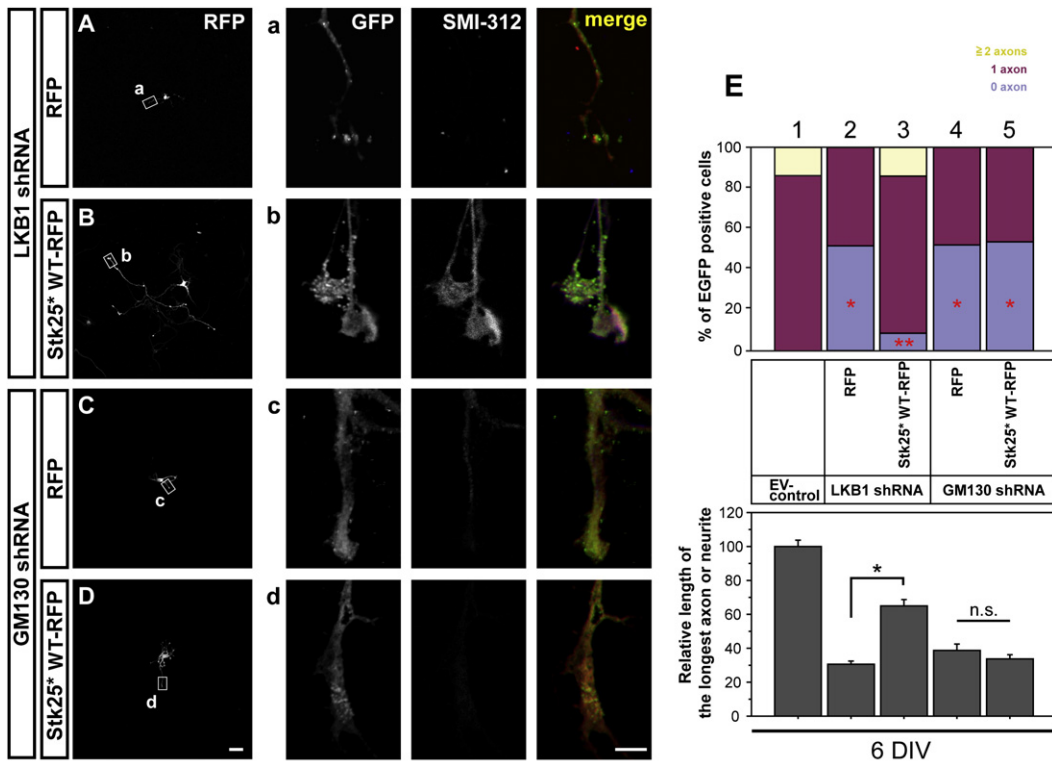 A RFP a GFP SMI-312 merge
a
LKB1 shRNA
RFP
Stk25* WT-RFP
B b
b
C c
c
GM130 shRNA
RFP
Stk25* WT-RFP
D d
d
≧ 2 axons
1 axon
0 axon
E
1 2 3 4 5
% of EGFP positive cells
100
80
60
40
20
0
* ** * *
RFP Stk25* WT-RFP RFP Stk25* WT-RFP
EV-control LKB1 shRNA GM130 shRNA
Relative length of
the longest axon or neurite
120
100
80
60
40
20
0
*
n.s.
6 DIV